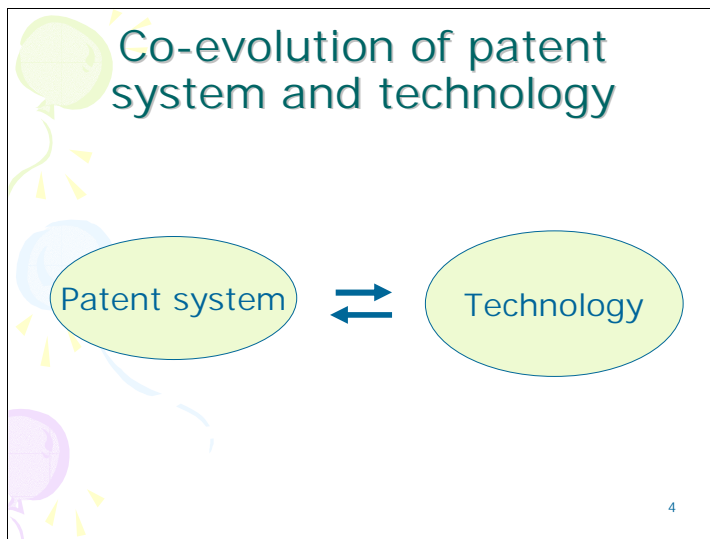 Co-evolution of patent
system and technology
Patent system
Technology
4